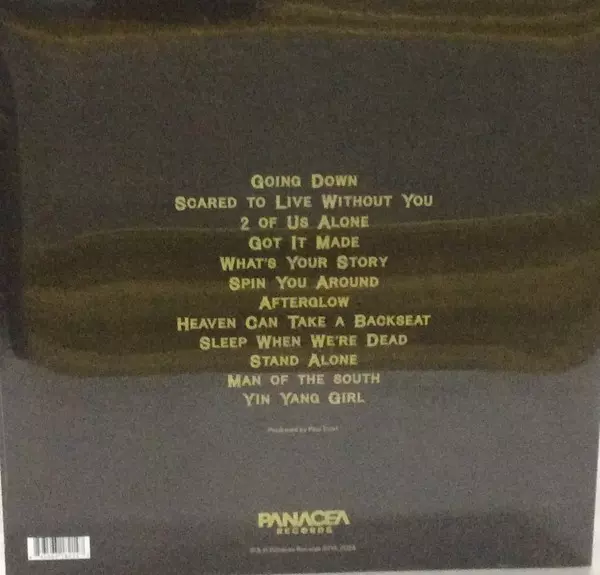 Going Down
Scared to Live Without You
2 of Us Alone
Got It Made
What's Your Story
Spin You Around
Afterglow
Heaven Can Take a Backseat
Sleep When We're Dead
Stand Alone
Man of the south
Yin Yang Girl
Produced by
PANACEA
RECORDS